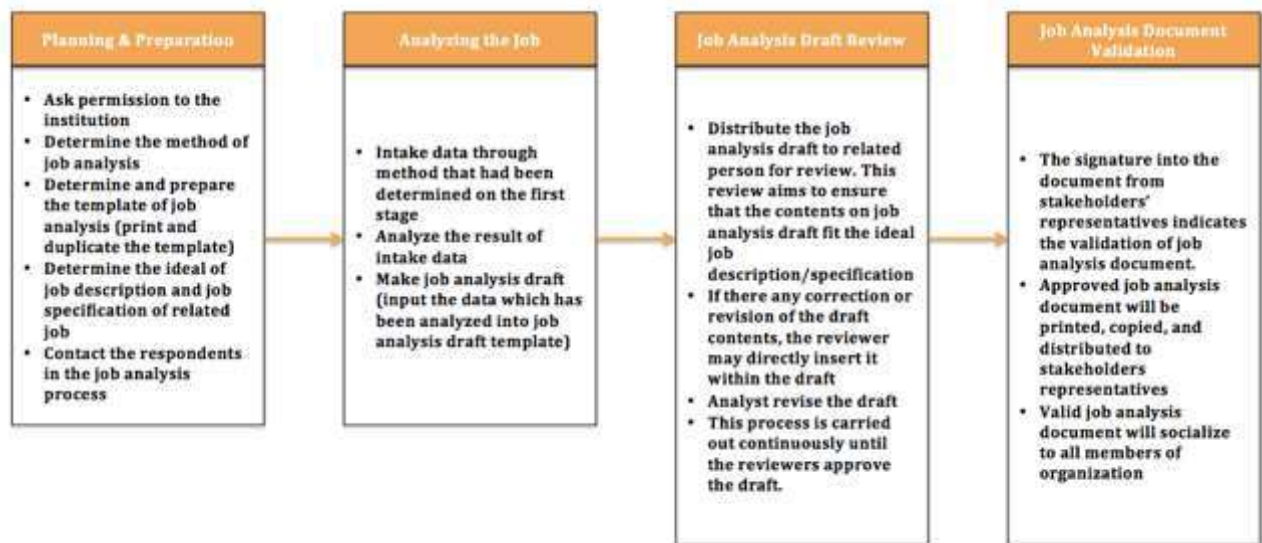 Planning & Preparation
• Ask permission to the
institution
• Determine the method of
job analysis
• Determine and prepare
the template of job
analysis (print and
duplicate the template)
• Determine the ideal of
job description and job
specification of related
job
• Contact the respondents
in the job analysis
process
Analyzing the Job
• Intake data through
method that had been
determined on the first
stage
• Analyze the result of
intake data
• Make job analysis draft
(input the data which has
been analyzed into job
analysis draft template)
Job Analysis Draft Review
• Distribute the job
analysis draft to related
person for review. This
review aims to ensure
that the contents on job
analysis draft fit the ideal
job
description/specification
• If there any correction or
revision of the draft
contents, the reviewer
may directly insert it
within the draft
• Analyst revise the draft
• This process is carried
out continuously until
the reviewers approve
the draft.
Job Analysis Document
Validation
• The signature into the
document from
stakeholders'
representatives indicates
the validation of job
analysis document.
• Approved job analysis
document will be
printed, copied, and
distributed to
stakeholders
representatives
• Valid job analysis
document will socialize
to all members of
organization